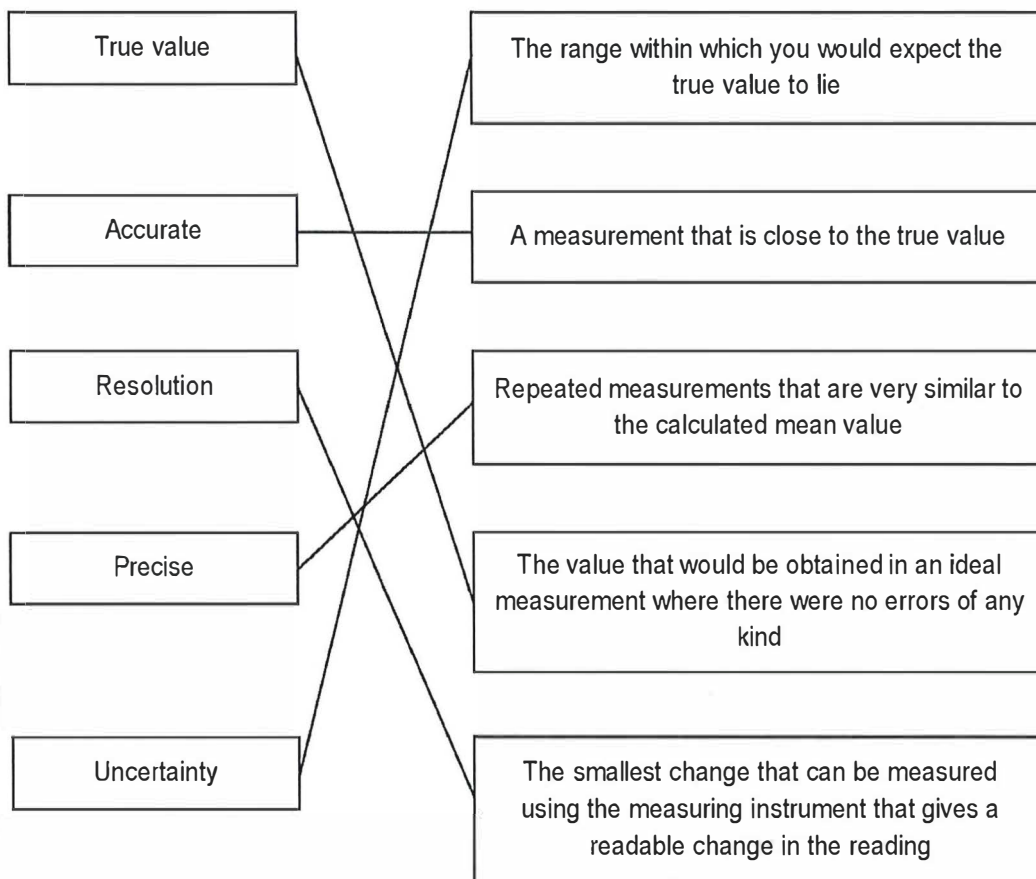 True value
The range within which you would expect the
true value to lie
Accurate
A measurement that is close to the true value
Resolution
Repeated measurements that are very similar to
the calculated mean value
Precise
The value that would be obtained in an ideal
measurement where there were no errors of any
kind
Uncertainty
The smallest change that can be measured
using the measuring instrument that gives a
readable change in the reading